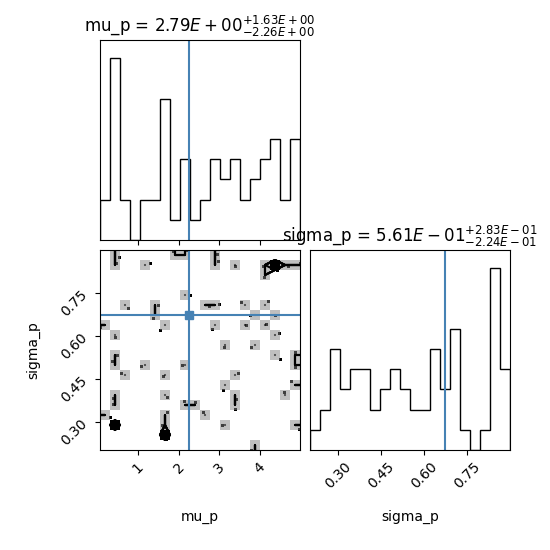 mu_p = 2.79E + 00^{+1.63E+00}_{-2.26E+00}
sigma_p = 5.61E - 01^{+2.83E-01}_{-2.24E-01}
0.75
0.60
0.45
0.30
sigma_p
1 2 3 4
0.30 0.45 0.60 0.75
mu_p
sigma_p